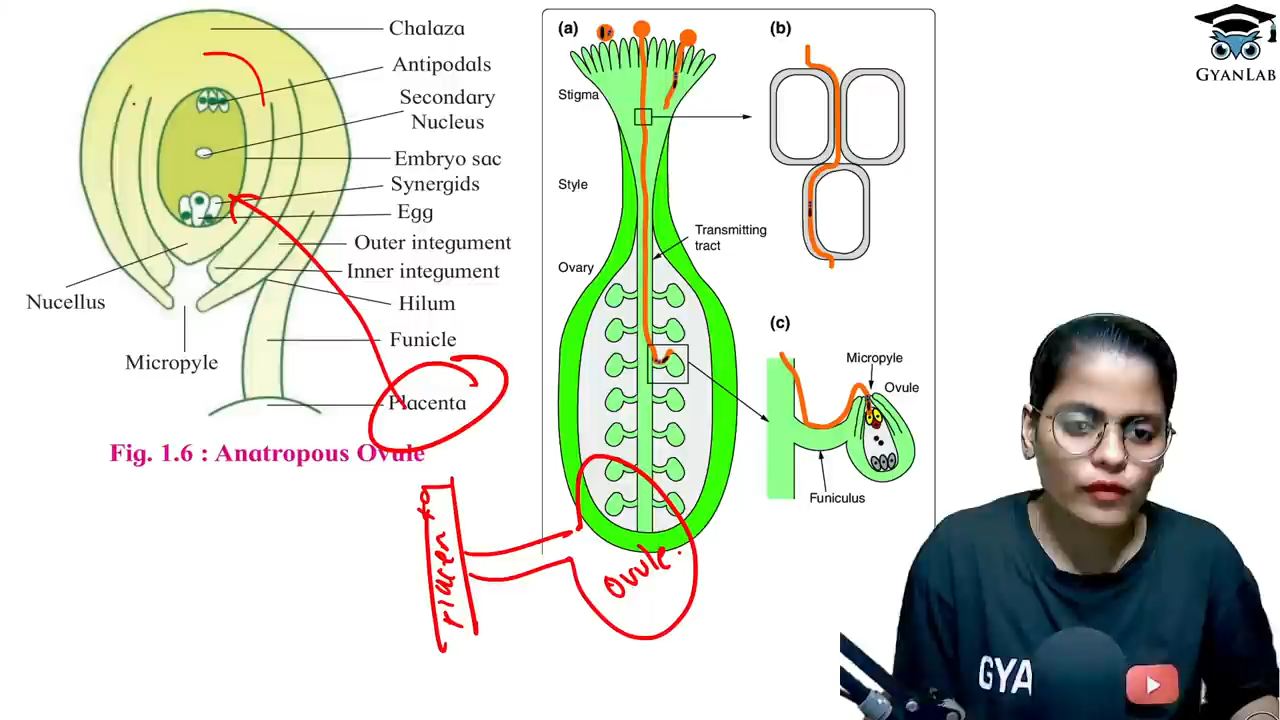 Chalaza
Antipodals
Secondary
Nucleus
Embryo sac
Synergids
Egg
Outer integument
Inner integument
Nucellus
Hilum
Funicle
Micropyle
Placenta
Fig. 1.6 : Anatropous Ovule
(a)
Stigma
Style
Transmitting
tract
Ovary
(b)
(c)
Micropyle
Ovule
Funiculus
Placenta
Ovule.
GYANLAB
GYA